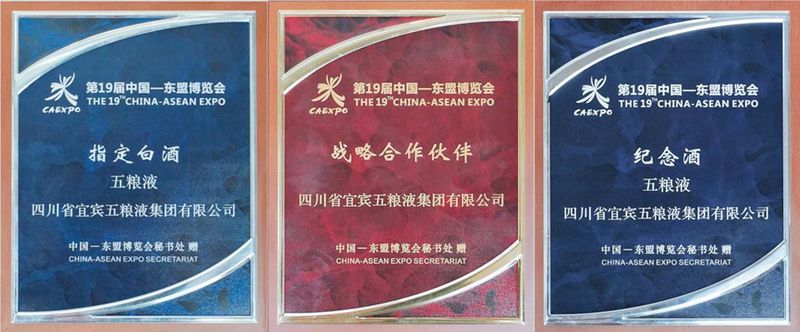 CAEXPO
第19届中国—东盟博览会
THE 19TH CHINA-ASEAN EXPO
指定白酒
五粮液
四川省宜宾五粮液集团有限公司
中国—东盟博览会秘书处 赠
CHINA-ASEAN EXPO SECRETARIAT
CAEXPO
第19届中国—东盟博览会
THE 19TH CHINA-ASEAN EXPO
战略合作伙伴
四川省宜宾五粮液集团有限公司
中国—东盟博览会秘书处 赠
CHINA-ASEAN EXPO SECRETARIAT
CAEXPO
第19届中国—东盟博览会
THE 19TH CHINA-ASEAN EXPO
纪念酒
五粮液
四川省宜宾五粮液集团有限公司
中国—东盟博览会秘书处 赠
CHINA-ASEAN EXPO SECRETARIAT